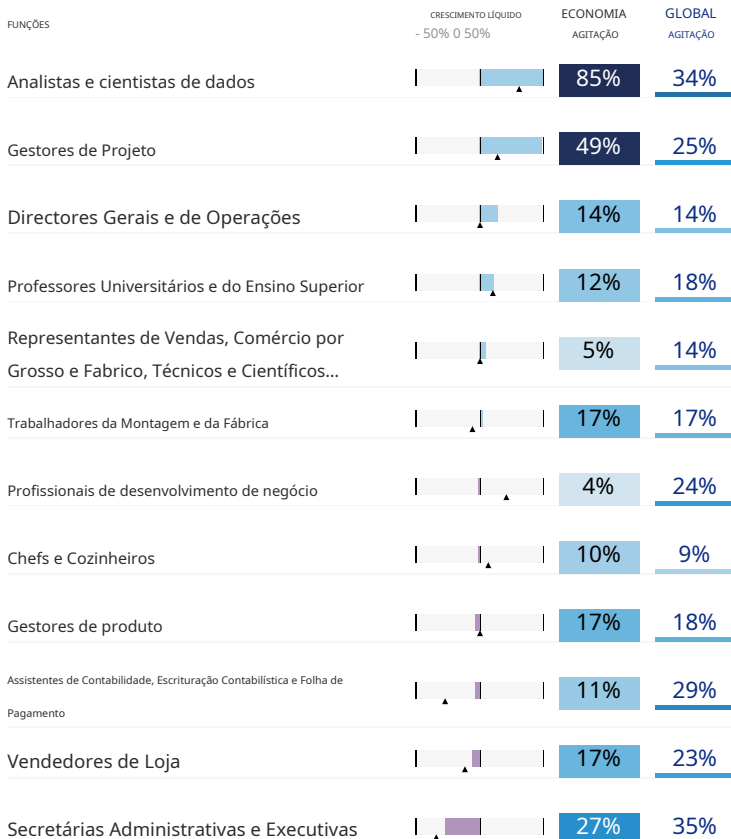 FUNÇÕES
CRESCIMENTO LÍQUIDO
- 50% 0 50%
ECONOMIA
AGITAÇÃO
GLOBAL
AGITAÇÃO
Analistas e cientistas de dados
85%
34%
Gestores de Projeto
49%
25%
Directores Gerais e de Operações
14%
14%
Professores Universitários e do Ensino Superior
12%
18%
Representantes de Vendas, Comércio por
Grosso e Fabrico, Técnicos e Científicos...
5%
14%
Trabalhadores da Montagem e da Fábrica
17%
17%
Profissionais de desenvolvimento de negócio
4%
24%
Chefs e Cozinheiros
10%
9%
Gestores de produto
17%
18%
Assistentes de Contabilidade, Escrituração Contabilística e Folha de
Pagamento
11%
29%
Vendedores de Loja
17%
23%
Secretárias Administrativas e Executivas
27%
35%